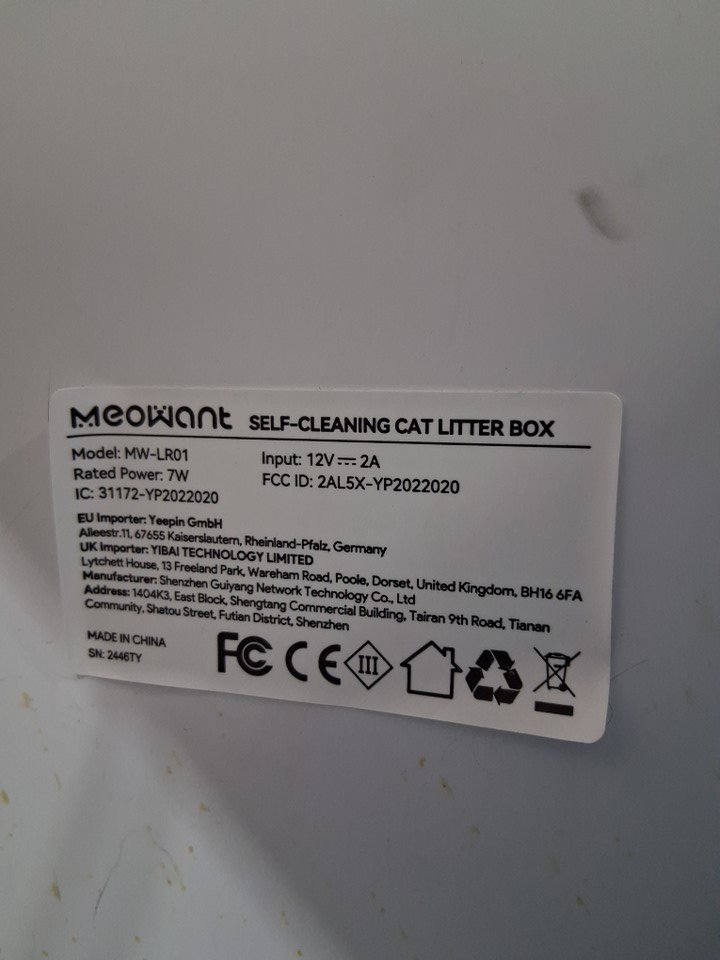 Meowant SELF-CLEANING CAT LITTER BOX
Model: MW-LR01
Rated Power: 7W
IC: 31172-YP2022020
Input: 12V⎓2A
FCC ID: 2AL5X-YP2022020
EU Importer: Yeepin GmbH
Alleestr.11, 67655 Kaiserslautern, Rheinland-Pfalz, Germany
UK Importer: YIBAI TECHNOLOGY LIMITED
Lytchett House, 13 Freeland Park, Wareham Road, Poole, Dorset, United Kingdom, BH16 6FA
Manufacturer: Shenzhen Guiyang Network Technology Co., Ltd
Address: 1404K3, East Block, Shengtang Commercial Building, Tairan 9th Road, Tianan
Community, Shatou Street, Futian District, Shenzhen
MADE IN CHINA
SN: 2446TY
FC CE III